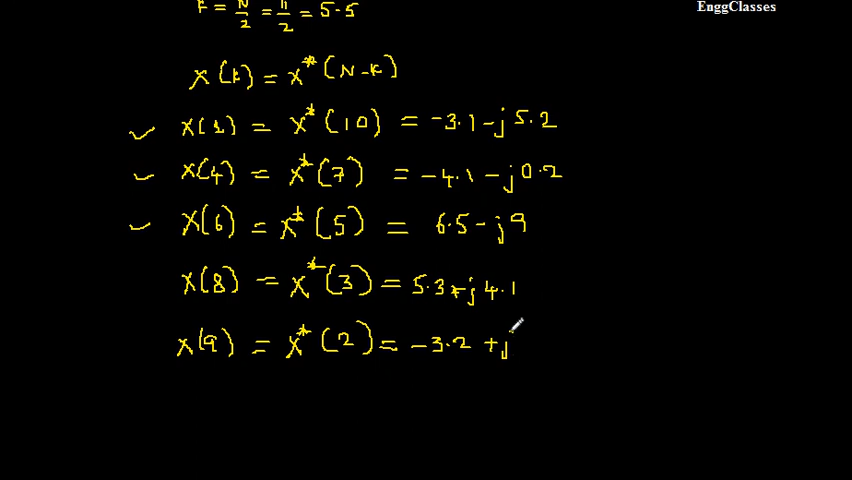 EnggClasses
k = N/2 = 11/2 = 5.5
X(k) = X*(N-k)
✓ X(1) = X*(10) = -3.1 - j5.2
✓ X(4) = X*(7) = -4.1 - j0.2
✓ X(6) = X*(5) = 6.5 - j9
X(8) = X*(3) = 5.3 - j4.1
X(9) = X*(2) = -3.2 + j